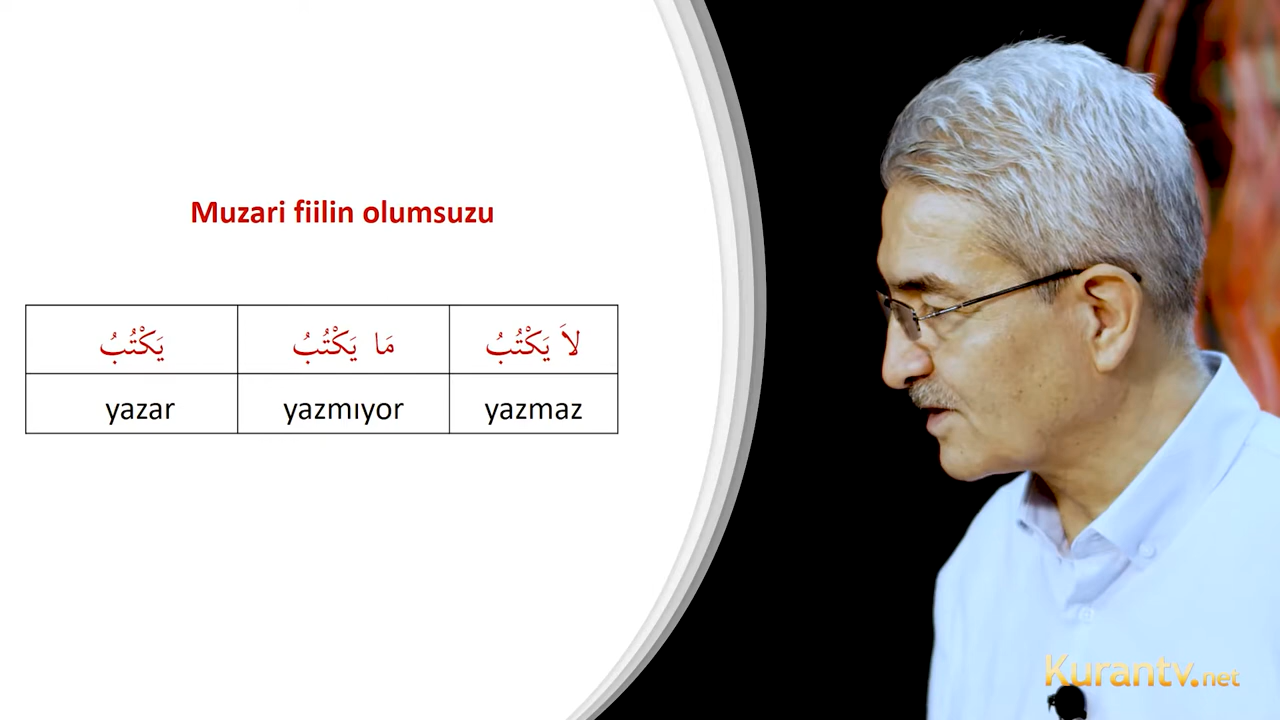 Muzari fiilin olumsuzu
يَكْتُبُ مَا يَكْتُبُ لاَ يَكْتُبُ
yazar yazmıyor yazmaz
Kurantv.net